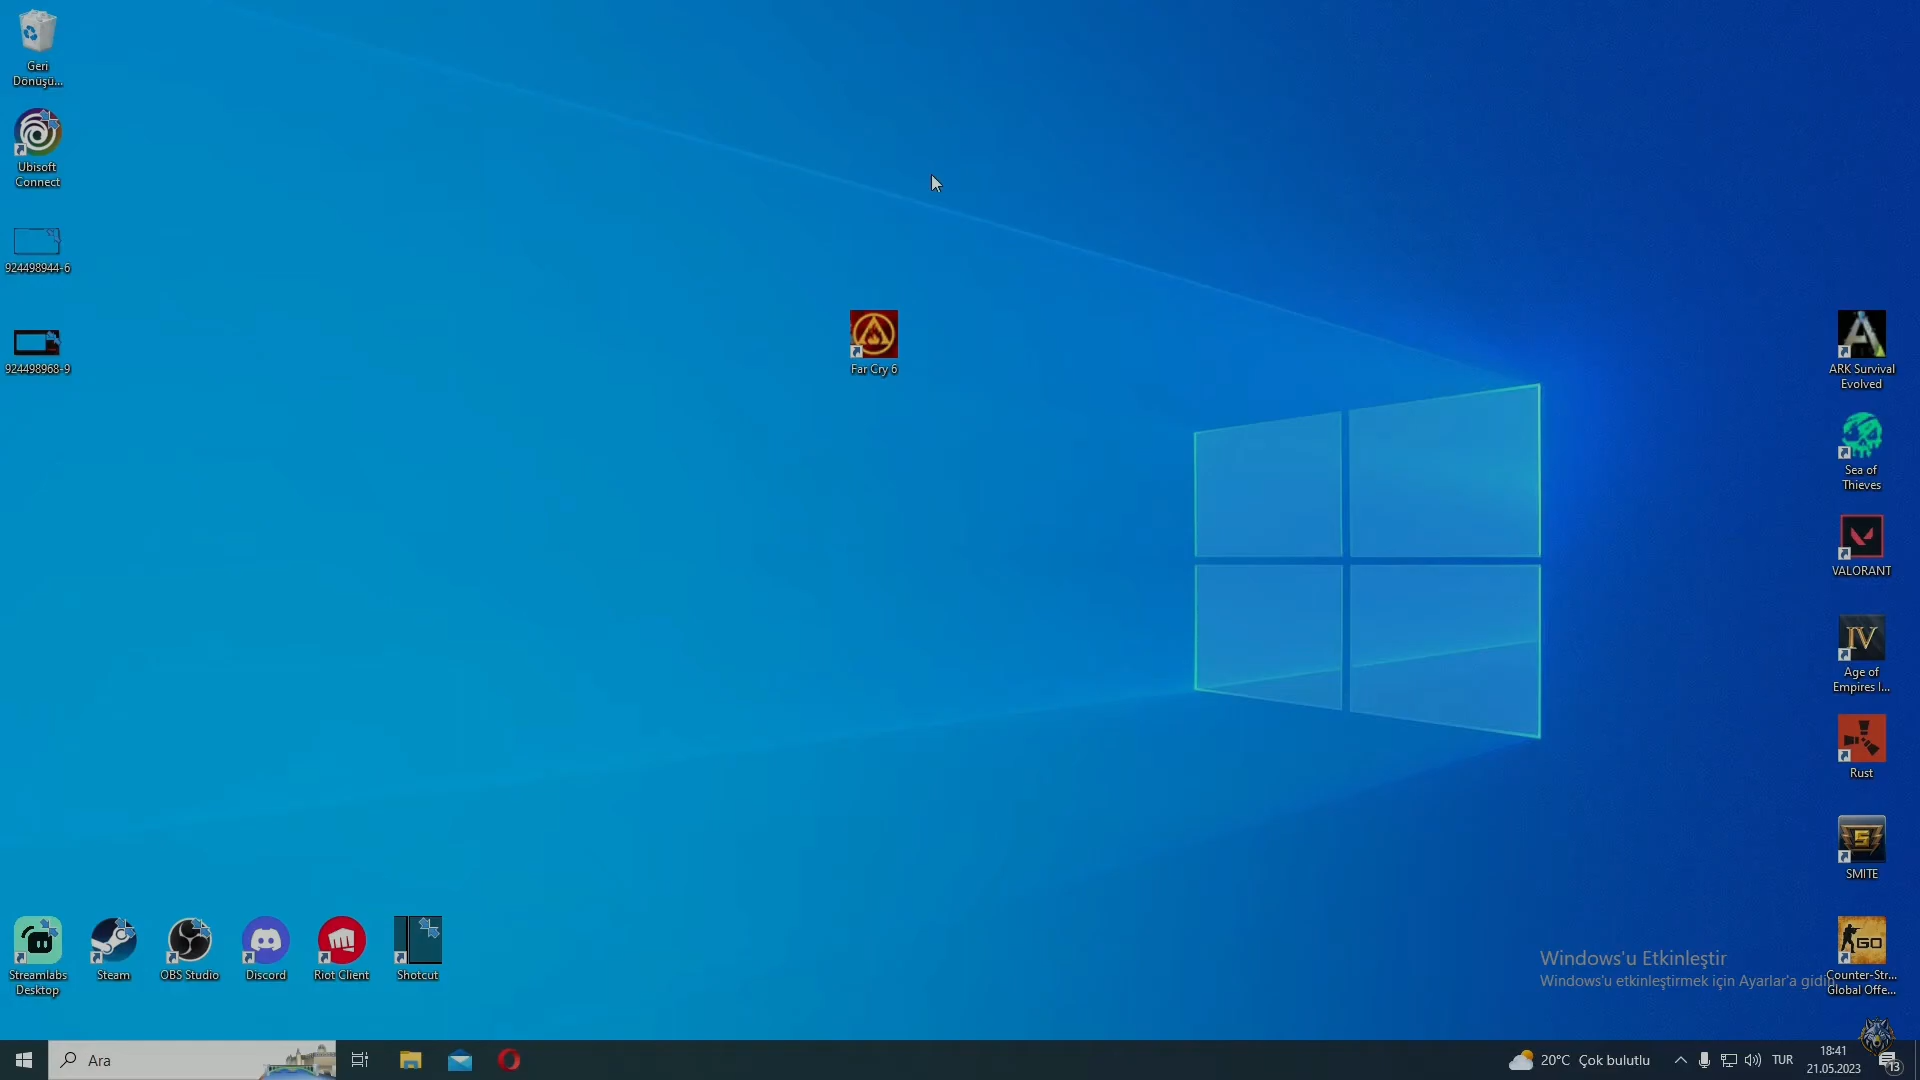 Geri
Dönüşü...
Ubisoft
Connect
924498944-6
924498968-9
Far Cry 6
ARK Survival
Evolved
Sea of
Thieves
VALORANT
IV
Age of
Empires I...
Rust
S
SMITE
GO
Counter-Str...
Global Offe...
Streamlabs
Desktop
Steam
OBS Studio
Discord
Riot Client
Shotcut
Windows'u Etkinleştir
Windows'u etkinleştirmek için Ayarlar'a gidin
Ara
20°C Çok bulutlu
TUR
18:41
21.05.2023
13